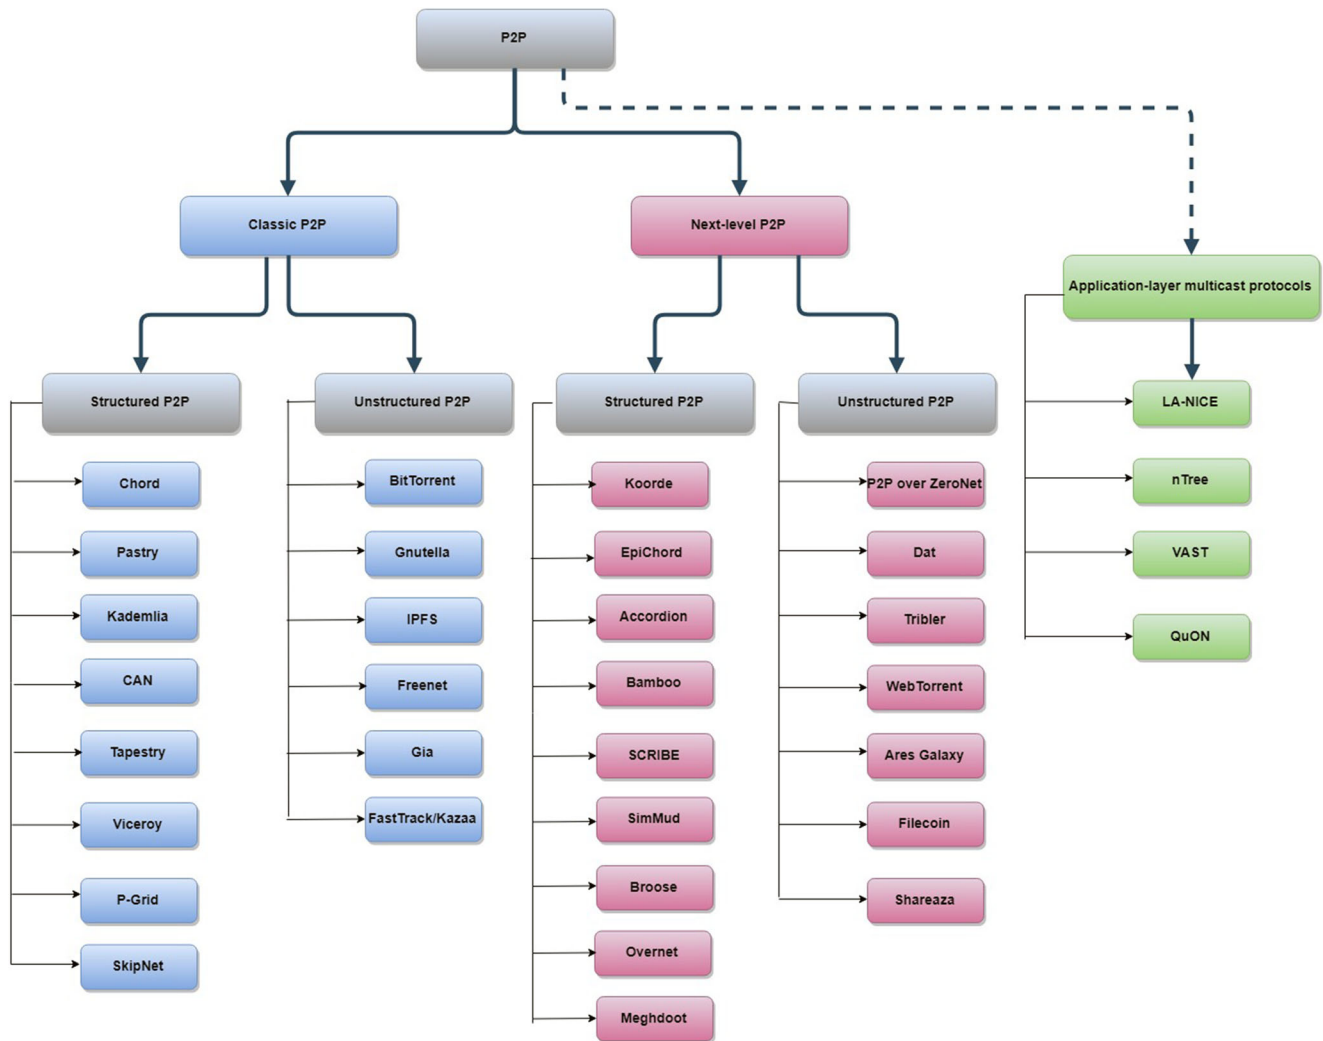 P2P
Classic P2P
Next-level P2P
Application-layer multicast protocols
Structured P2P
Unstructured P2P
Structured P2P
Unstructured P2P
Chord
Pastry
Kademlia
CAN
Tapestry
Viceroy
P-Grid
SkipNet
BitTorrent
Gnutella
IPFS
Freenet
Gia
FastTrack/Kazaa
Koorde
EpiChord
Accordion
Bamboo
SCRIBE
SimMud
Broose
Overnet
Meghdoot
P2P over ZeroNet
Dat
Tribler
WebTorrent
Ares Galaxy
Filecoin
Shareaza
LA-NICE
nTree
VAST
QuON